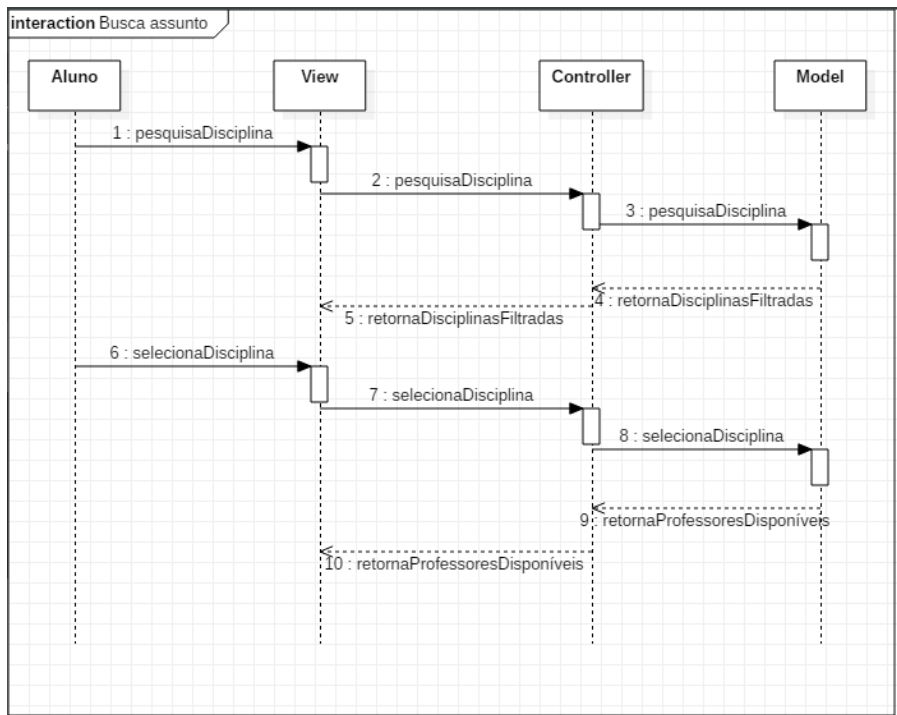 interaction Busca assunto
Aluno
View
Controller
Model
1 : pesquisaDisciplina
2 : pesquisaDisciplina
3 : pesquisaDisciplina
4 : retornaDisciplinasFiltradas
5 : retornaDisciplinasFiltradas
6 : selecionaDisciplina
7 : selecionaDisciplina
8 : selecionaDisciplina
9 : retornaProfessoresDisponíveis
10 : retornaProfessoresDisponíveis